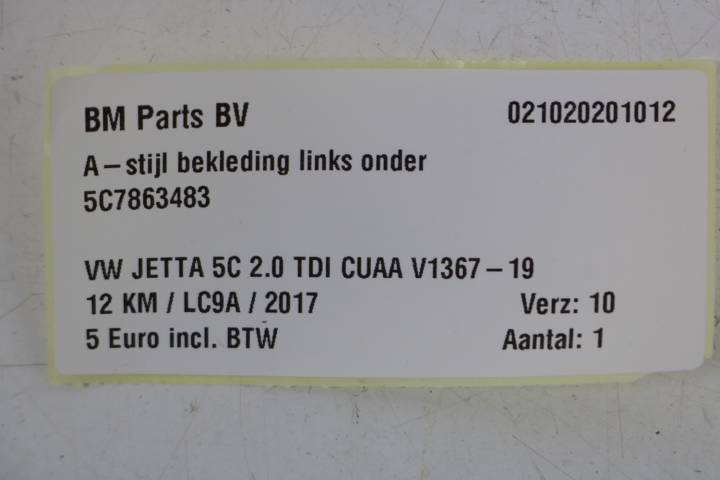 BM Parts BV 021020201012
A-stijl bekleding links onder
5C7863483
VW JETTA 5C 2.0 TDI CUAA V1367-19
12 KM / LC9A / 2017 Verz: 10
5 Euro incl. BTW Aantal: 1